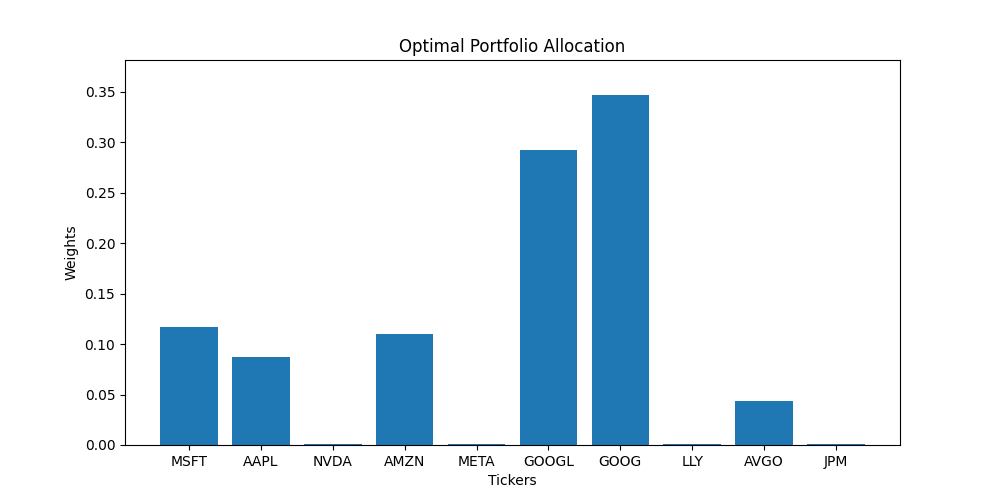 Optimal Portfolio Allocation
Weights
0.35
0.30
0.25
0.20
0.15
0.10
0.05
0.00
MSFT AAPL NVDA AMZN META GOOGL GOOG LLY AVGO JPM
Tickers